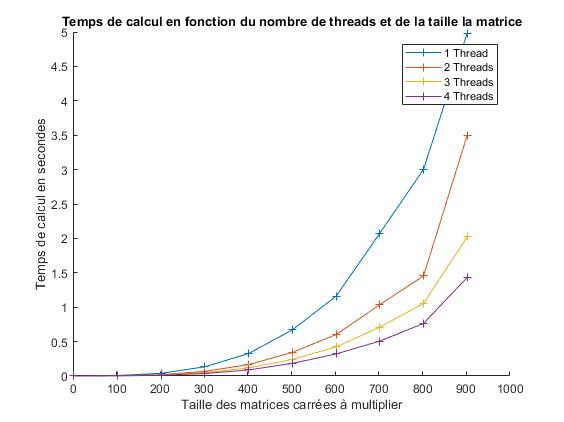 Temps de calcul en fonction du nombre de threads et de la taille la matrice
5
4.5
4
3.5
3
2.5
2
1.5
1
0.5
0
Temps de calcul en secondes
1 Thread
2 Threads
3 Threads
4 Threads
0 100 200 300 400 500 600 700 800 900 1000
Taille des matrices carrées à multiplier